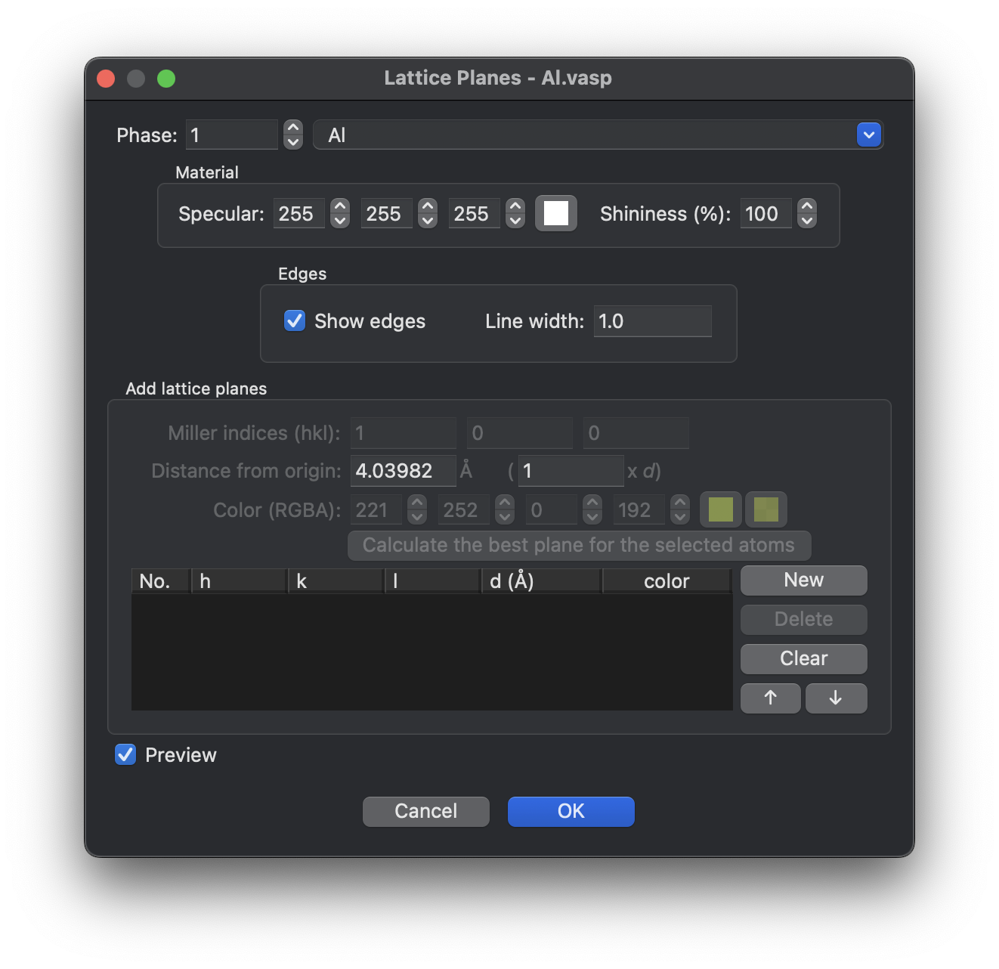 Lattice Planes - Al.vasp
Phase: 1 Al
Material
Specular: 255 255 255 Shininess (%): 100
Edges
Show edges Line width: 1.0
Add lattice planes
Miller indices (hkl): 1 0 0
Distance from origin: 4.03982 Å ( 1 x d)
Color (RGBA): 221 252 0 192
Calculate the best plane for the selected atoms
No. h k l d (Å) color
New
Delete
Clear
↑ ↓
Preview
Cancel OK